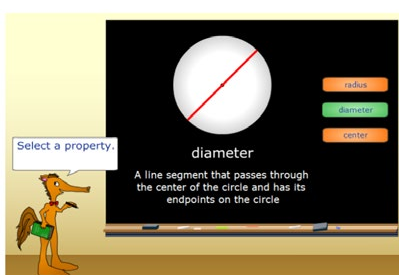 radius
diameter
center
Select a property.
diameter
A line segment that passes through
the center of the circle and has its
endpoints on the circle